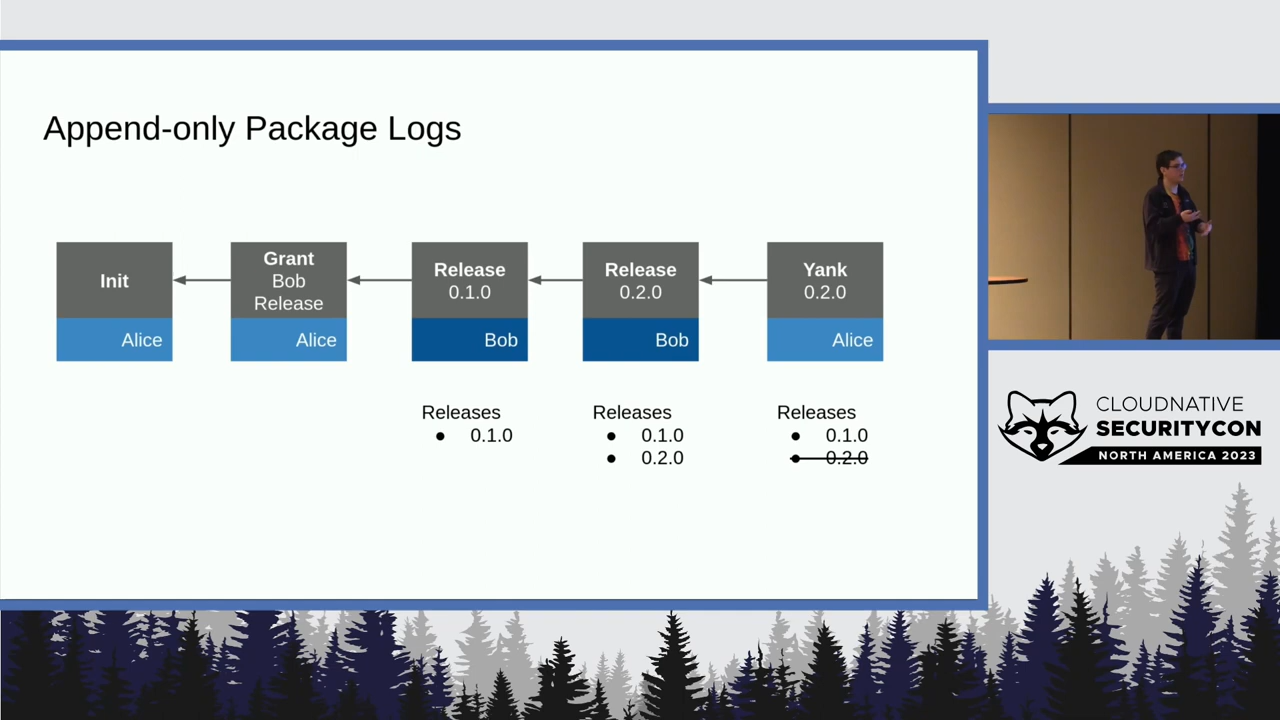 Append-only Package Logs
Init
Alice
Grant
Bob
Release
Alice
Release
0.1.0
Bob
Release
0.2.0
Bob
Yank
0.2.0
Alice
Releases
0.1.0
Releases
0.1.0
0.2.0
Releases
0.1.0
0.2.0
CLOUDNATIVE
SECURITYCON
NORTH AMERICA 2023